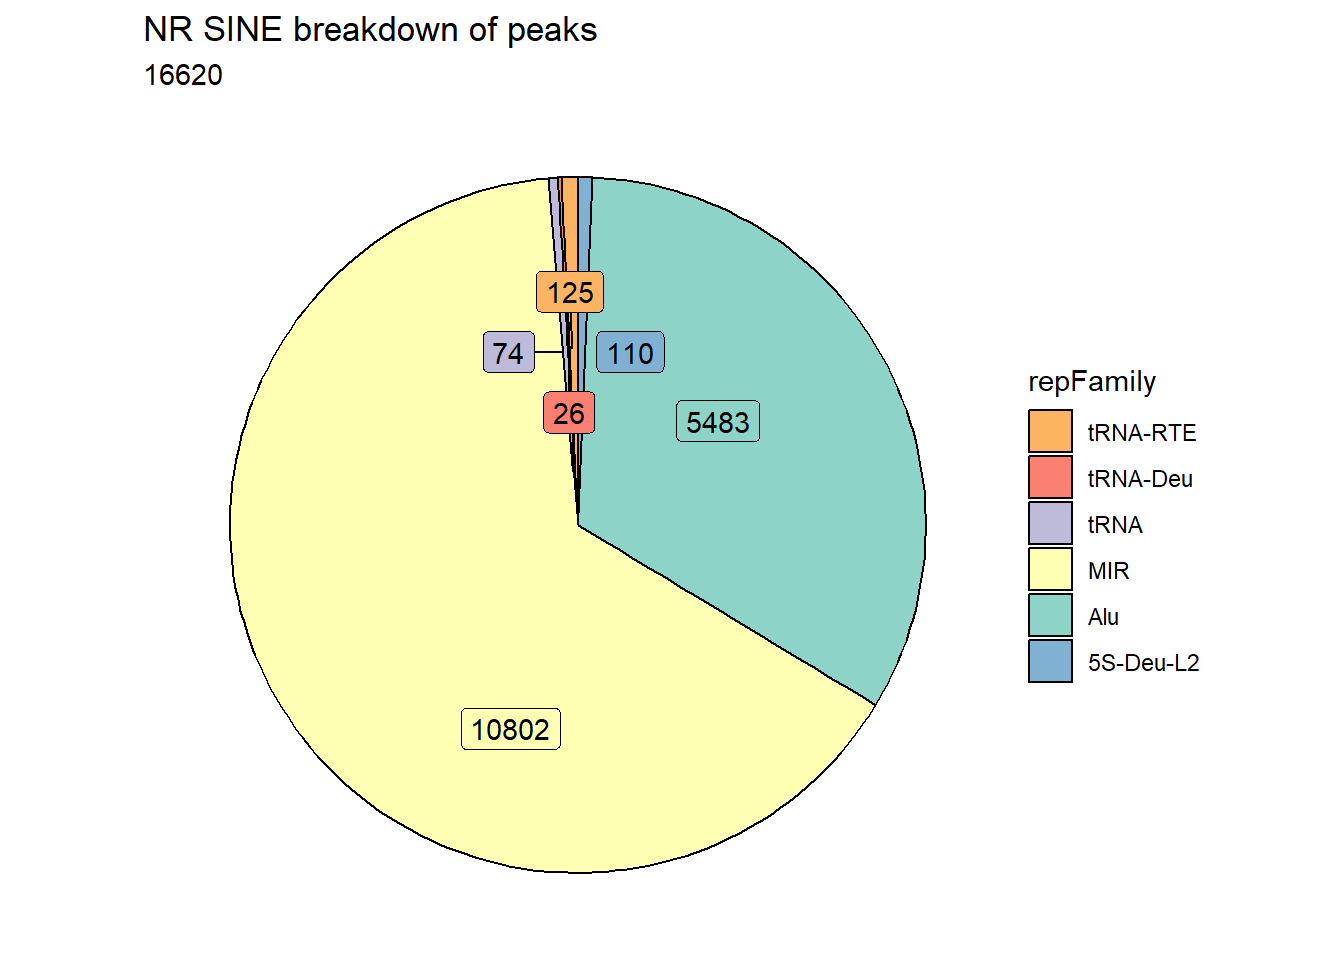 NR SINE breakdown of peaks
16620
125
74
110
26
5483
10802
repFamily
tRNA-RTE
tRNA-Deu
tRNA
MIR
Alu
5S-Deu-L2